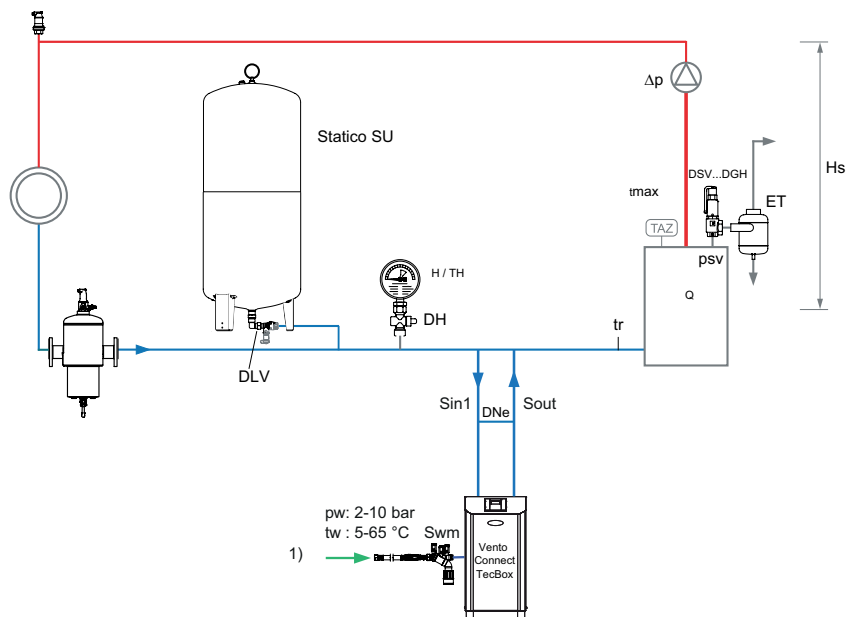 Δp
Statico SU
Hs
DSV...DGH
tmax
ET
TAZ
psv
H / TH
Q
DH
tr
DLV
Sin1
DNe
Sout
pw: 2-10 bar
tw : 5-65 °C
Swm
1)
Vento
Connect
TecBox